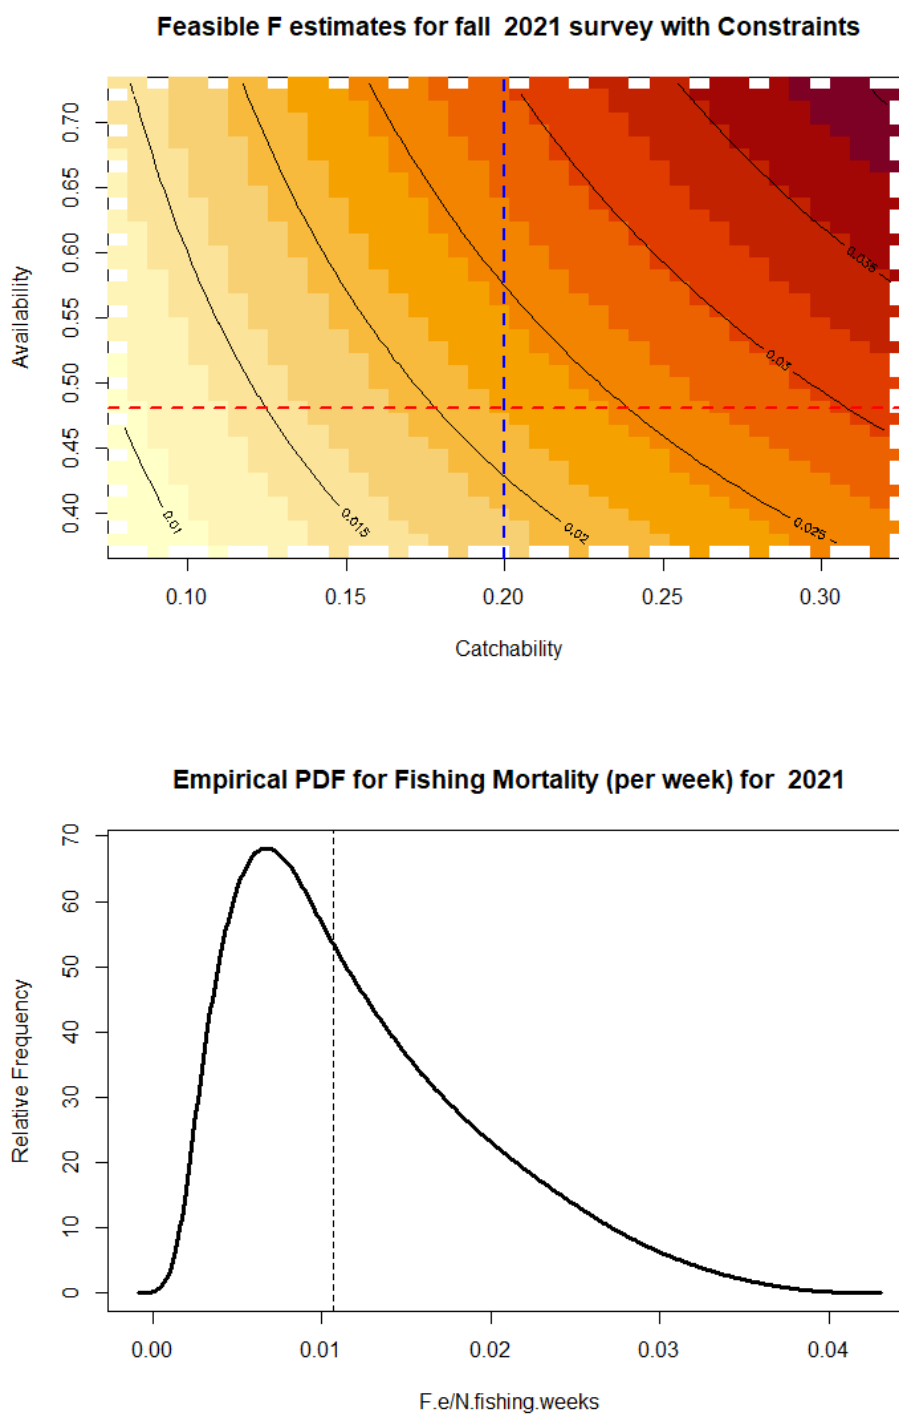 Feasible F estimates for fall 2021 survey with Constraints
Availability
0.70
0.65
0.60
0.55
0.50
0.45
0.40
0.01
0.015
0.02
0.025
0.03
0.035
0.10 0.15 0.20 0.25 0.30
Catchability
Empirical PDF for Fishing Mortality (per week) for 2021
Relative Frequency
70
60
50
40
30
20
10
0
0.00 0.01 0.02 0.03 0.04
F.e/N.fishing.weeks